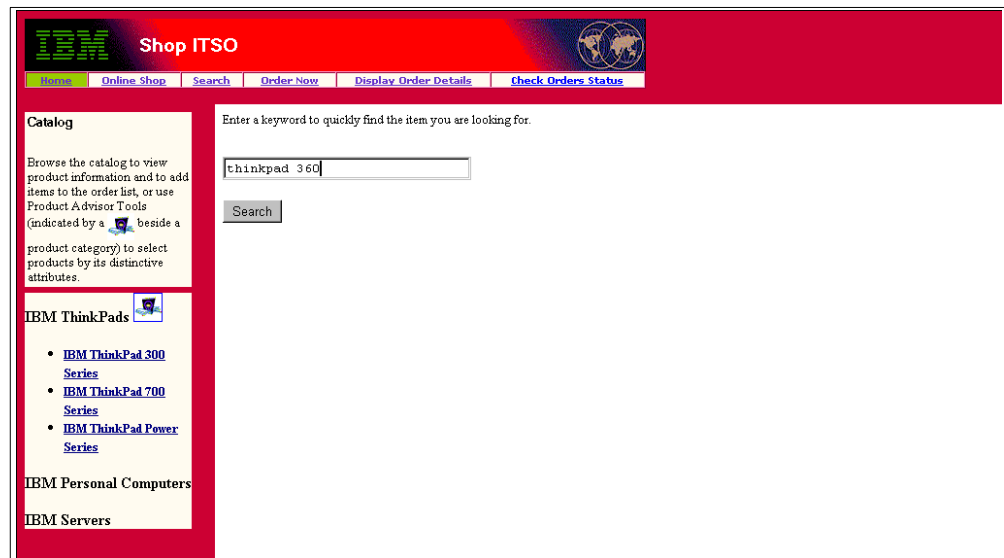 IBM Shop ITSO
Home Online Shop Search Order Now Display Order Details Check Orders Status
Catalog
Browse the catalog to view
product information and to add
items to the order list, or use
Product Advisor Tools
(indicated by a beside a
product category) to select
products by its distinctive
attributes.
IBM ThinkPads
IBM ThinkPad 300
Series
IBM ThinkPad 700
Series
IBM ThinkPad Power
Series
IBM Personal Computers
IBM Servers
Enter a keyword to quickly find the item you are looking for.
thinkpad 360
Search